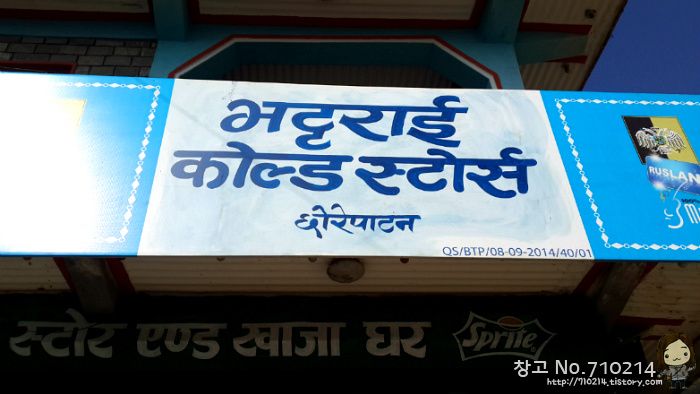 भट्टराई
कोल्ड स्टोर्स
छोरेपाटन
QS/BTP/08-09-2014/40/01
RUSLAN
स्टोर एण्ड खाजा घर
Sprite
창고 No.710214
http://710214.tistory.com